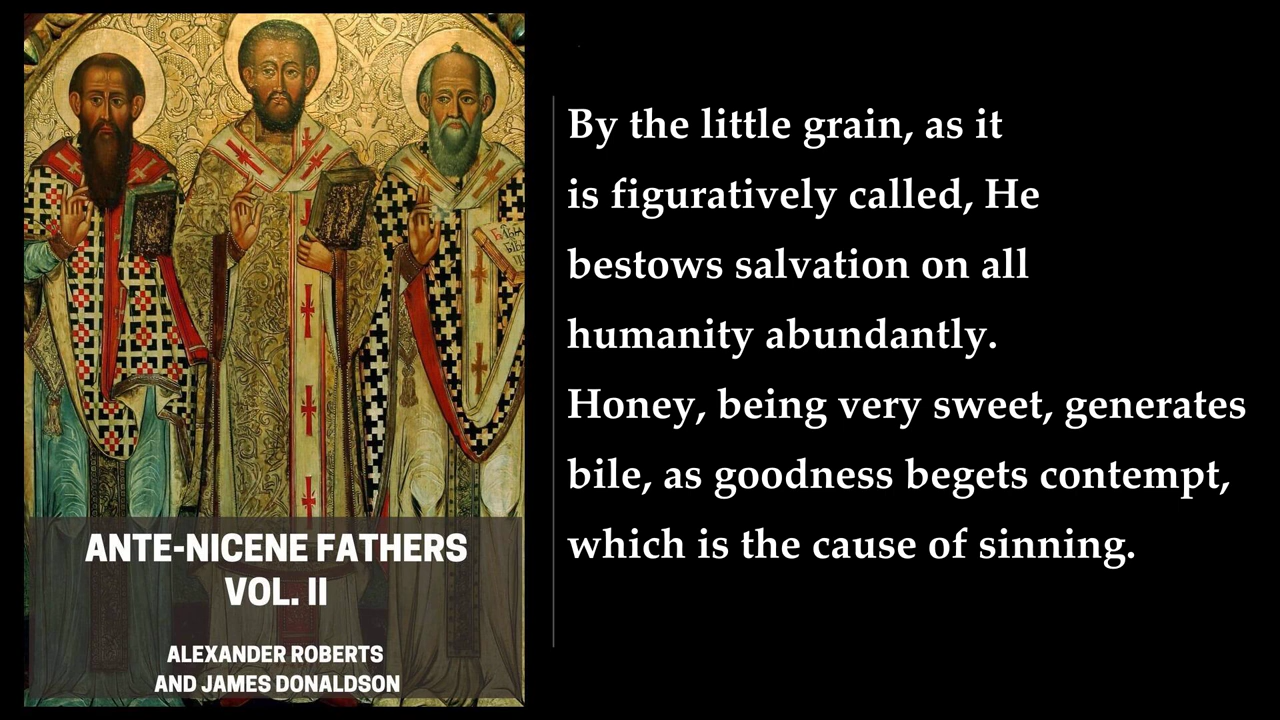 ANTE-NICENE FATHERS
VOL. II
ALEXANDER ROBERTS
AND JAMES DONALDSON
By the little grain, as it
is figuratively called, He
bestows salvation on all
humanity abundantly.
Honey, being very sweet, generates
bile, as goodness begets contempt,
which is the cause of sinning.